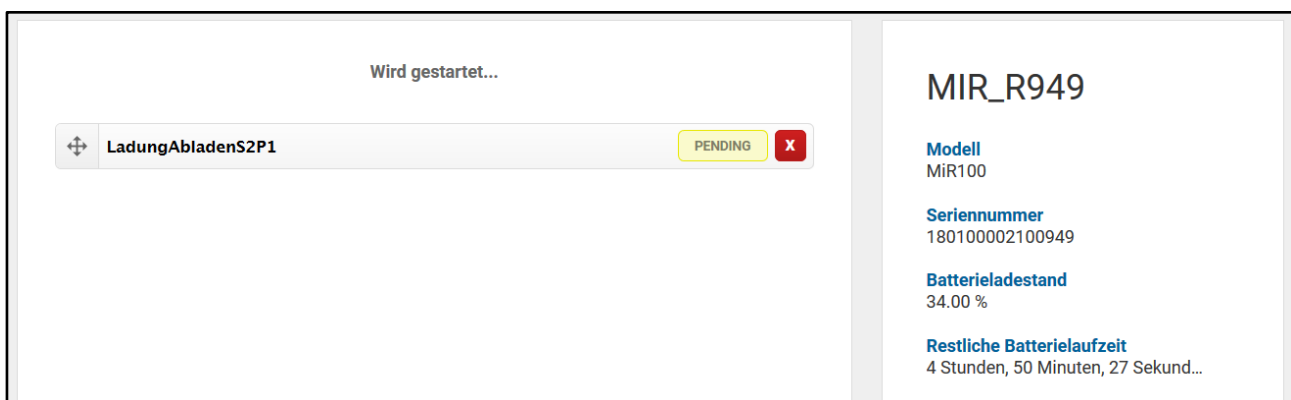 Wird gestartet...
LadungAbladenS2P1
PENDING
X
MIR_R949
Modell
MiR100
Seriennummer
180100002100949
Batterieladestand
34.00 %
Restliche Batterielaufzeit
4 Stunden, 50 Minuten, 27 Sekund...